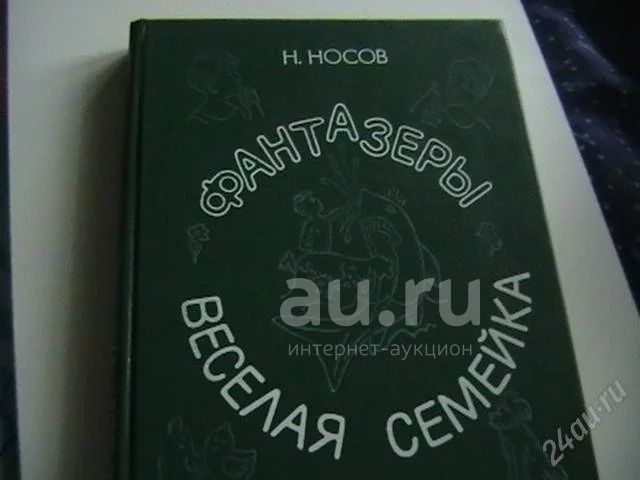 Н. НОСОВ
ФАНТАЗЕРЫ
au.ru
интернет-аукцион
ВЕСЕЛАЯ СЕМЕЙКА
24au.ru